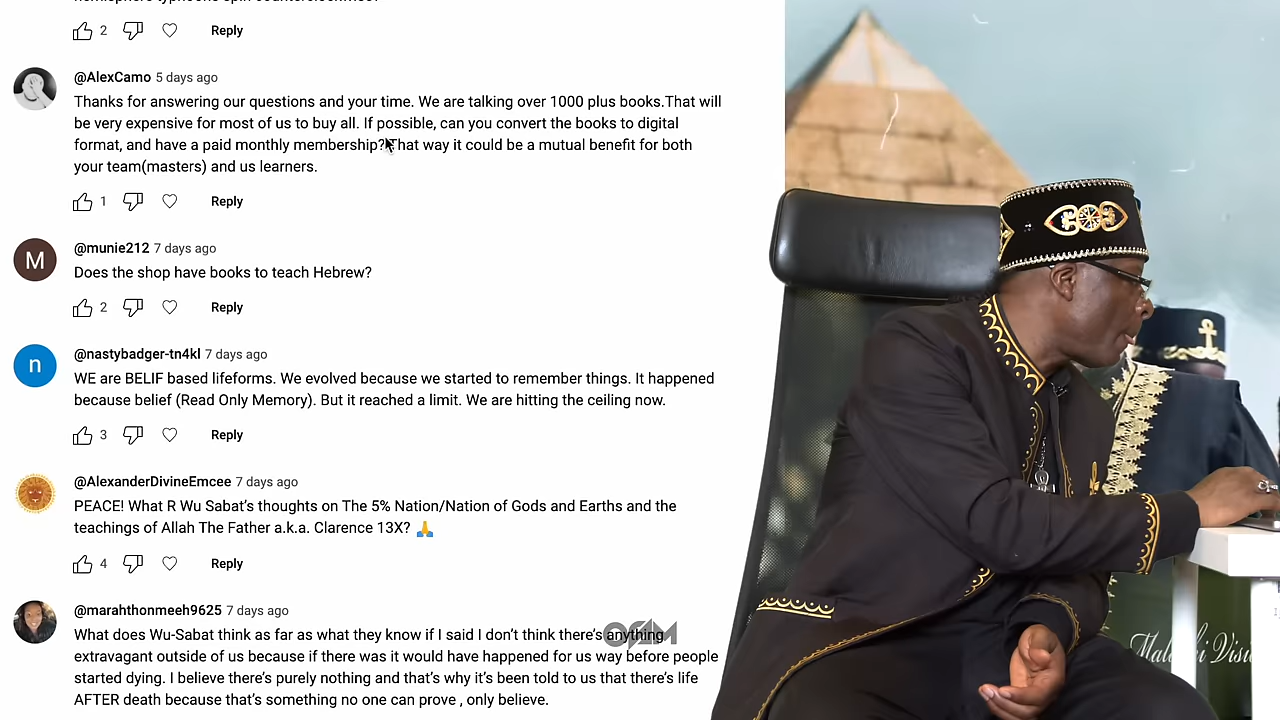 2
Reply
@AlexCamo 5 days ago
Thanks for answering our questions and your time. We are talking over 1000 plus books.That will
be very expensive for most of us to buy all. If possible, can you convert the books to digital
format, and have a paid monthly membership?That way it could be a mutual benefit for both
your team(masters) and us learners.
1
Reply
@munie212 7 days ago
M
Does the shop have books to teach Hebrew?
2
Reply
@nastybadger-tn4kl 7 days ago
n
WE are BELIF based lifeforms. We evolved because we started to remember things. It happened
because belief (Read Only Memory). But it reached a limit. We are hitting the ceiling now.
3
Reply
@AlexanderDivineEmcee 7 days ago
PEACE! What R Wu Sabat’s thoughts on The 5% Nation/Nation of Gods and Earths and the
teachings of Allah The Father a.k.a. Clarence 13X? 🙏
4
Reply
@marahthonmeeh9625 7 days ago
What does Wu-Sabat think as far as what they know if I said I don’t think there’s anything
extravagant outside of us because if there was it would have happened for us way before people
started dying. I believe there’s purely nothing and that’s why it’s been told to us that there’s life
AFTER death because that’s something no one can prove , only believe.